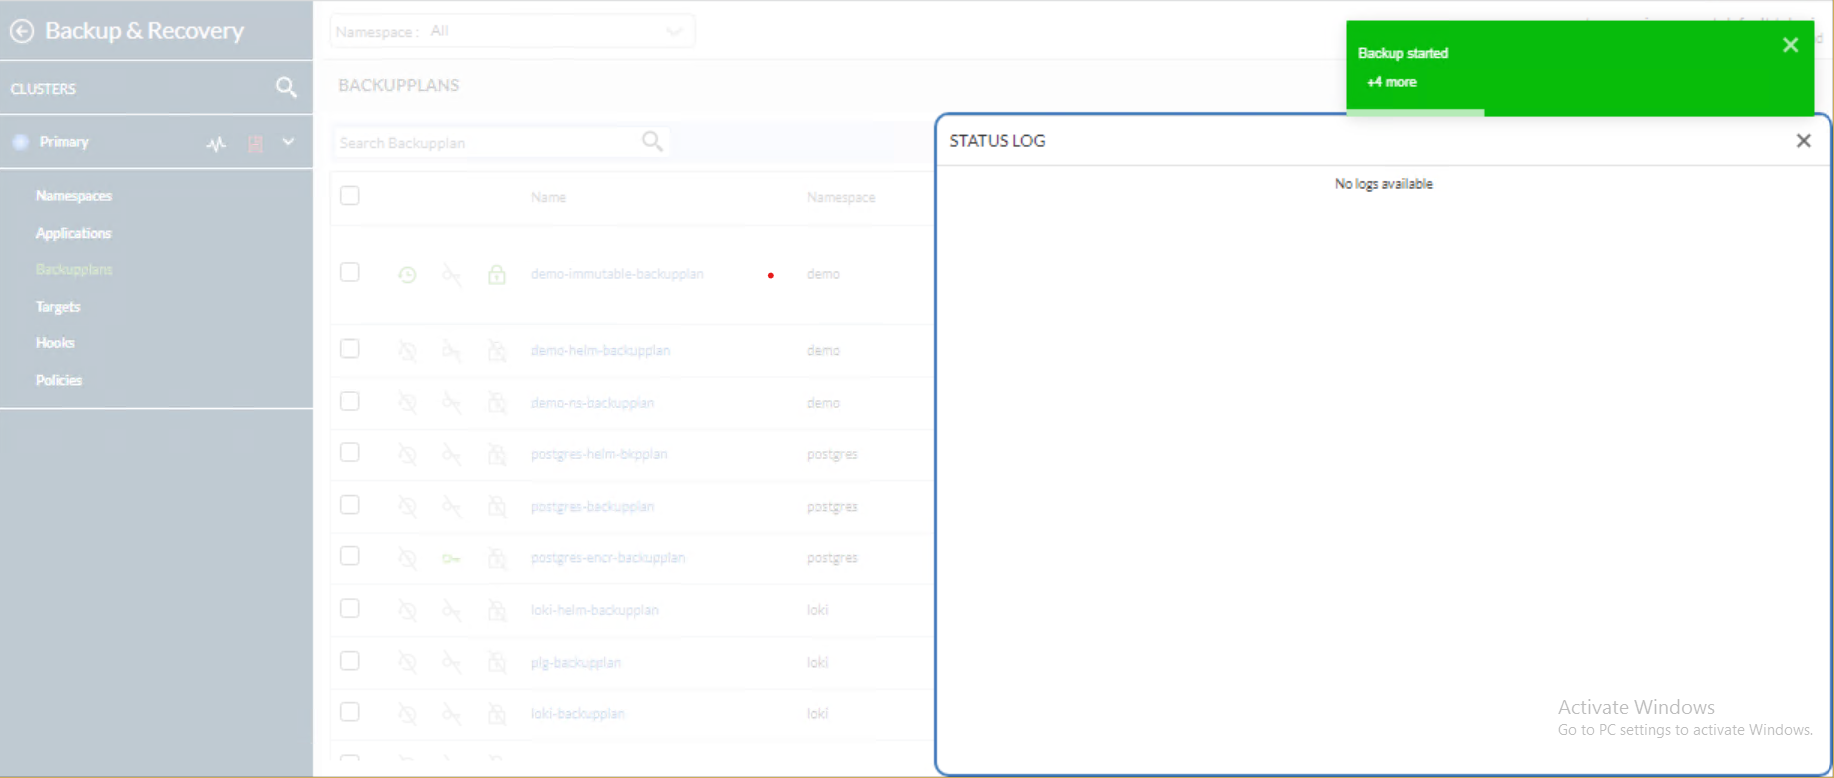 Backup & Recovery
Namespace : All
Backup started
+4 more
CLUSTERS
BACKUPPLANS
Primary
Search Backupplan
STATUS LOG
No logs available
Name
Namespace
Namespaces
Applications
Backupplans
Targets
Hooks
Policies
demo-immutable-backupplan
demo
demo-helm-backupplan
demo
demo-ns-backupplan
demo
postgres-helm-bkpplan
postgres
postgres-backupplan
postgres
postgres-encr-backupplan
postgres
loki-helm-backupplan
loki
plg-backupplan
loki
loki-backupplan
loki
Activate Windows
Go to PC settings to activate Windows.